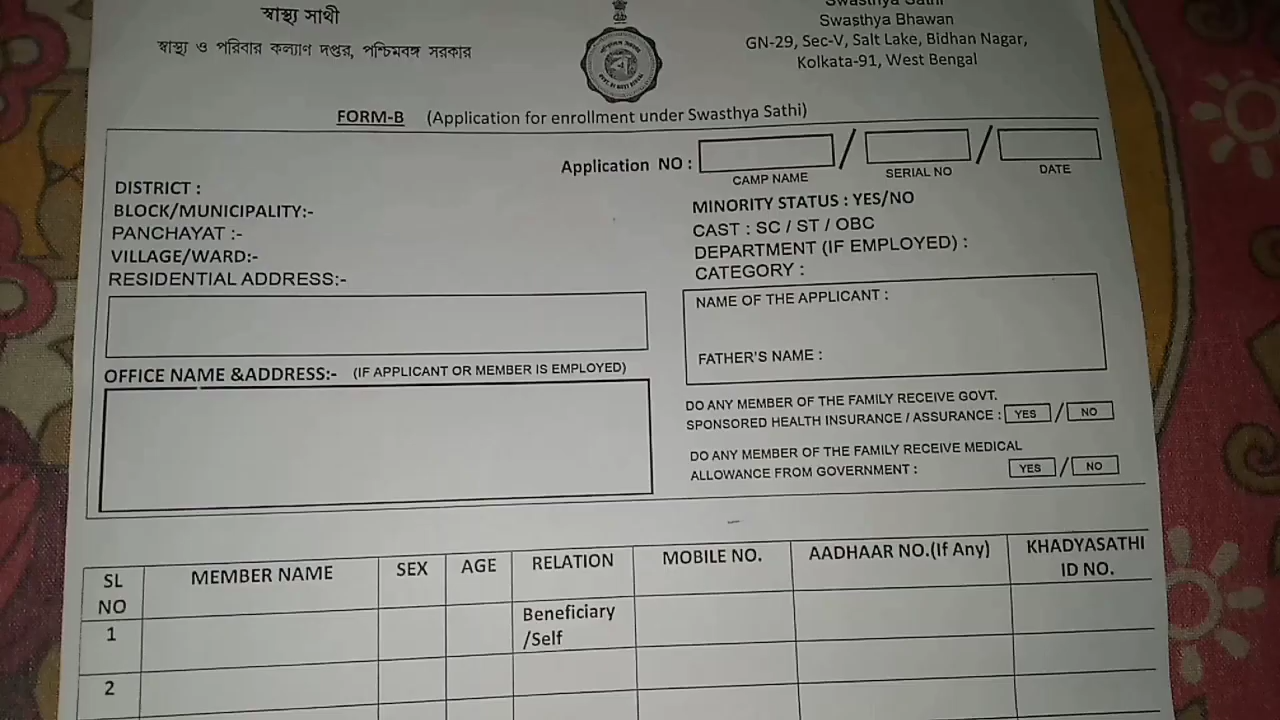 স্বাস্থ্য সাথী
স্বাস্থ্য ও পরিবার কল্যাণ দপ্তর, পশ্চিমবঙ্গ সরকার
Swasthya Sathi
Swasthya Bhawan
GN-29, Sec-V, Salt Lake, Bidhan Nagar,
Kolkata-91, West Bengal
FORM-B (Application for enrollment under Swasthya Sathi)
Application NO : / /
CAMP NAME SERIAL NO DATE
DISTRICT :
BLOCK/MUNICIPALITY:-
PANCHAYAT :-
VILLAGE/WARD:-
RESIDENTIAL ADDRESS:-
MINORITY STATUS : YES/NO
CAST : SC / ST / OBC
DEPARTMENT (IF EMPLOYED) :
CATEGORY :
NAME OF THE APPLICANT :
FATHER'S NAME :
OFFICE NAME &ADDRESS:- (IF APPLICANT OR MEMBER IS EMPLOYED)
DO ANY MEMBER OF THE FAMILY RECEIVE GOVT.
SPONSORED HEALTH INSURANCE / ASSURANCE : YES / NO
DO ANY MEMBER OF THE FAMILY RECEIVE MEDICAL
ALLOWANCE FROM GOVERNMENT : YES / NO
SL NO MEMBER NAME SEX AGE RELATION MOBILE NO. AADHAAR NO.(If Any) KHADYASATHI ID NO.
1 Beneficiary /Self
2